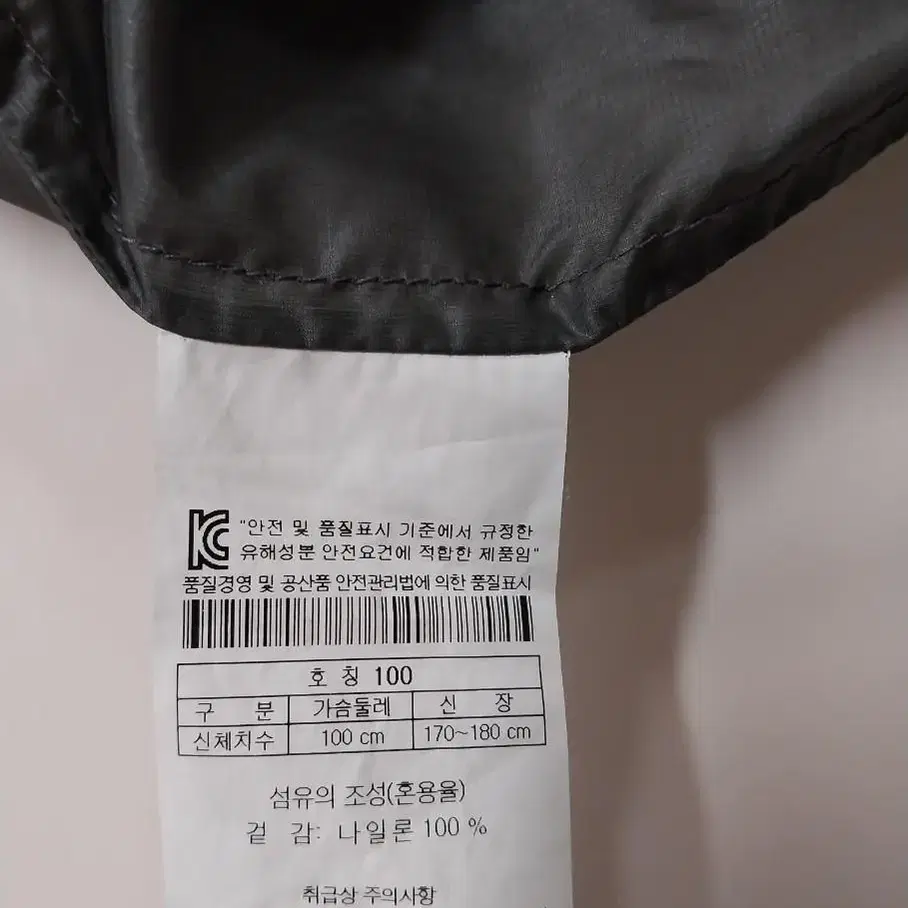 KC "안전 및 품질표시 기준에서 규정한
유해성분 안전요건에 적합한 제품임"
품질경영 및 공산품 안전관리법에 의한 품질표시
호 칭 100
구 분 가슴둘레 신 장
신체치수 100 cm 170~180 cm
섬유의 조성(혼용율)
겉 감: 나일론 100 %
취급상 주의사항